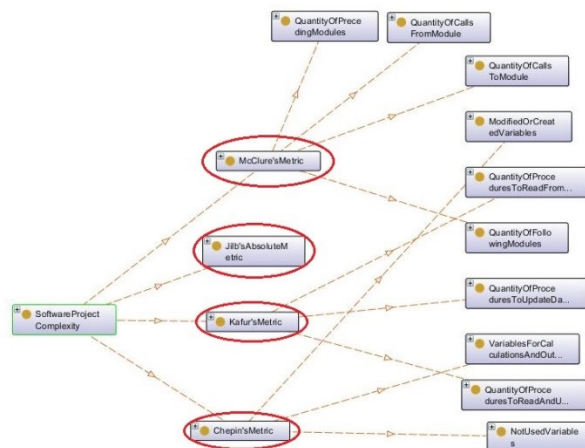 QuantityOfPrece
dingModules
QuantityOfCalls
FromModule
QuantityOfCalls
ToModule
ModifiedOrCreat
edVariables
McClure'sMetric
QuantityOfProce
duresToReadFrom...
Jilb'sAbsoluteM
etric
QuantityOfFollo
wingModules
SoftwareProject
Complexity
Kafur'sMetric
QuantityOfProce
duresToUpdateDa...
VariablesForCal
culationsAndOut...
QuantityOfProce
duresToReadAndU...
Chepin'sMetric
NotUsedVariable
s